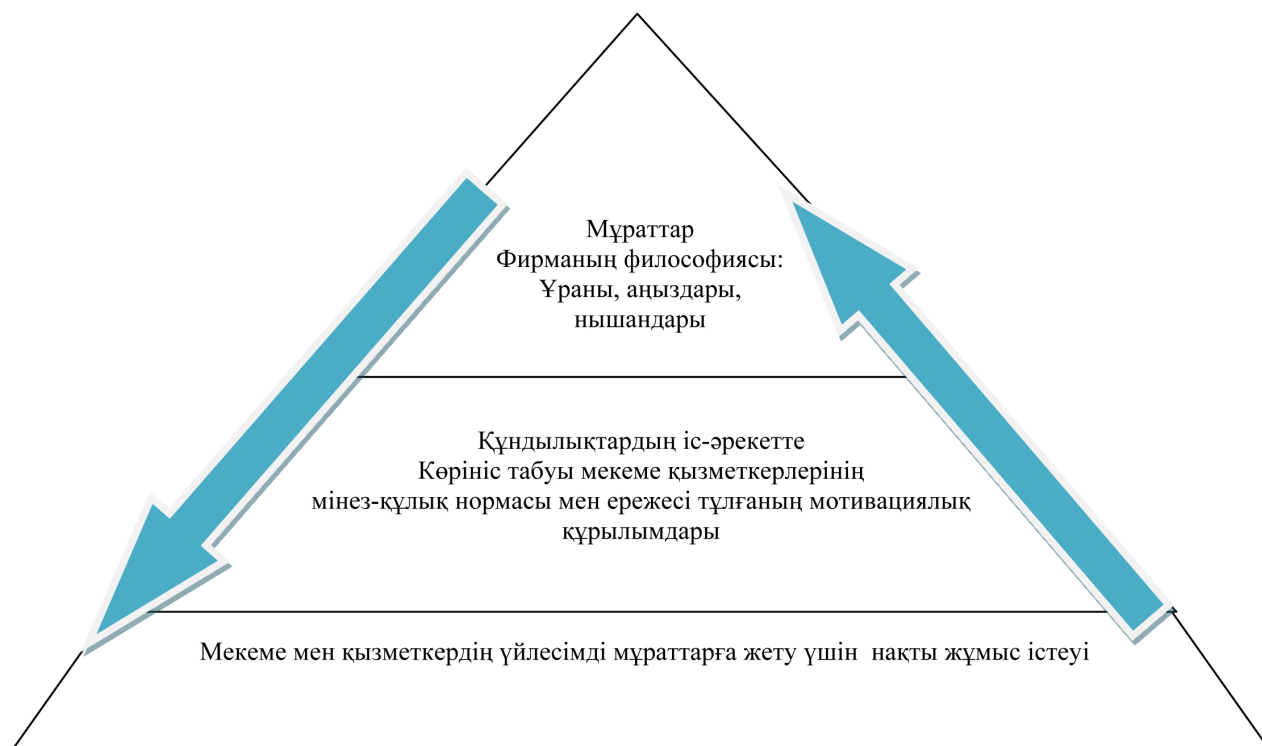 Мұраттар
Фирманың философиясы:
Ұраны, аңыздары,
нышандары
Құндылықтардың іс-әрекетте
Көрініс табуы мекеме қызметкерлерінің
мінез-құлық нормасы мен ережесі тұлғаның мотивациялық
құрылымдары
Мекеме мен қызметкердің үйлесімді мұраттарға жету үшін  нақты жұмыс істеуі